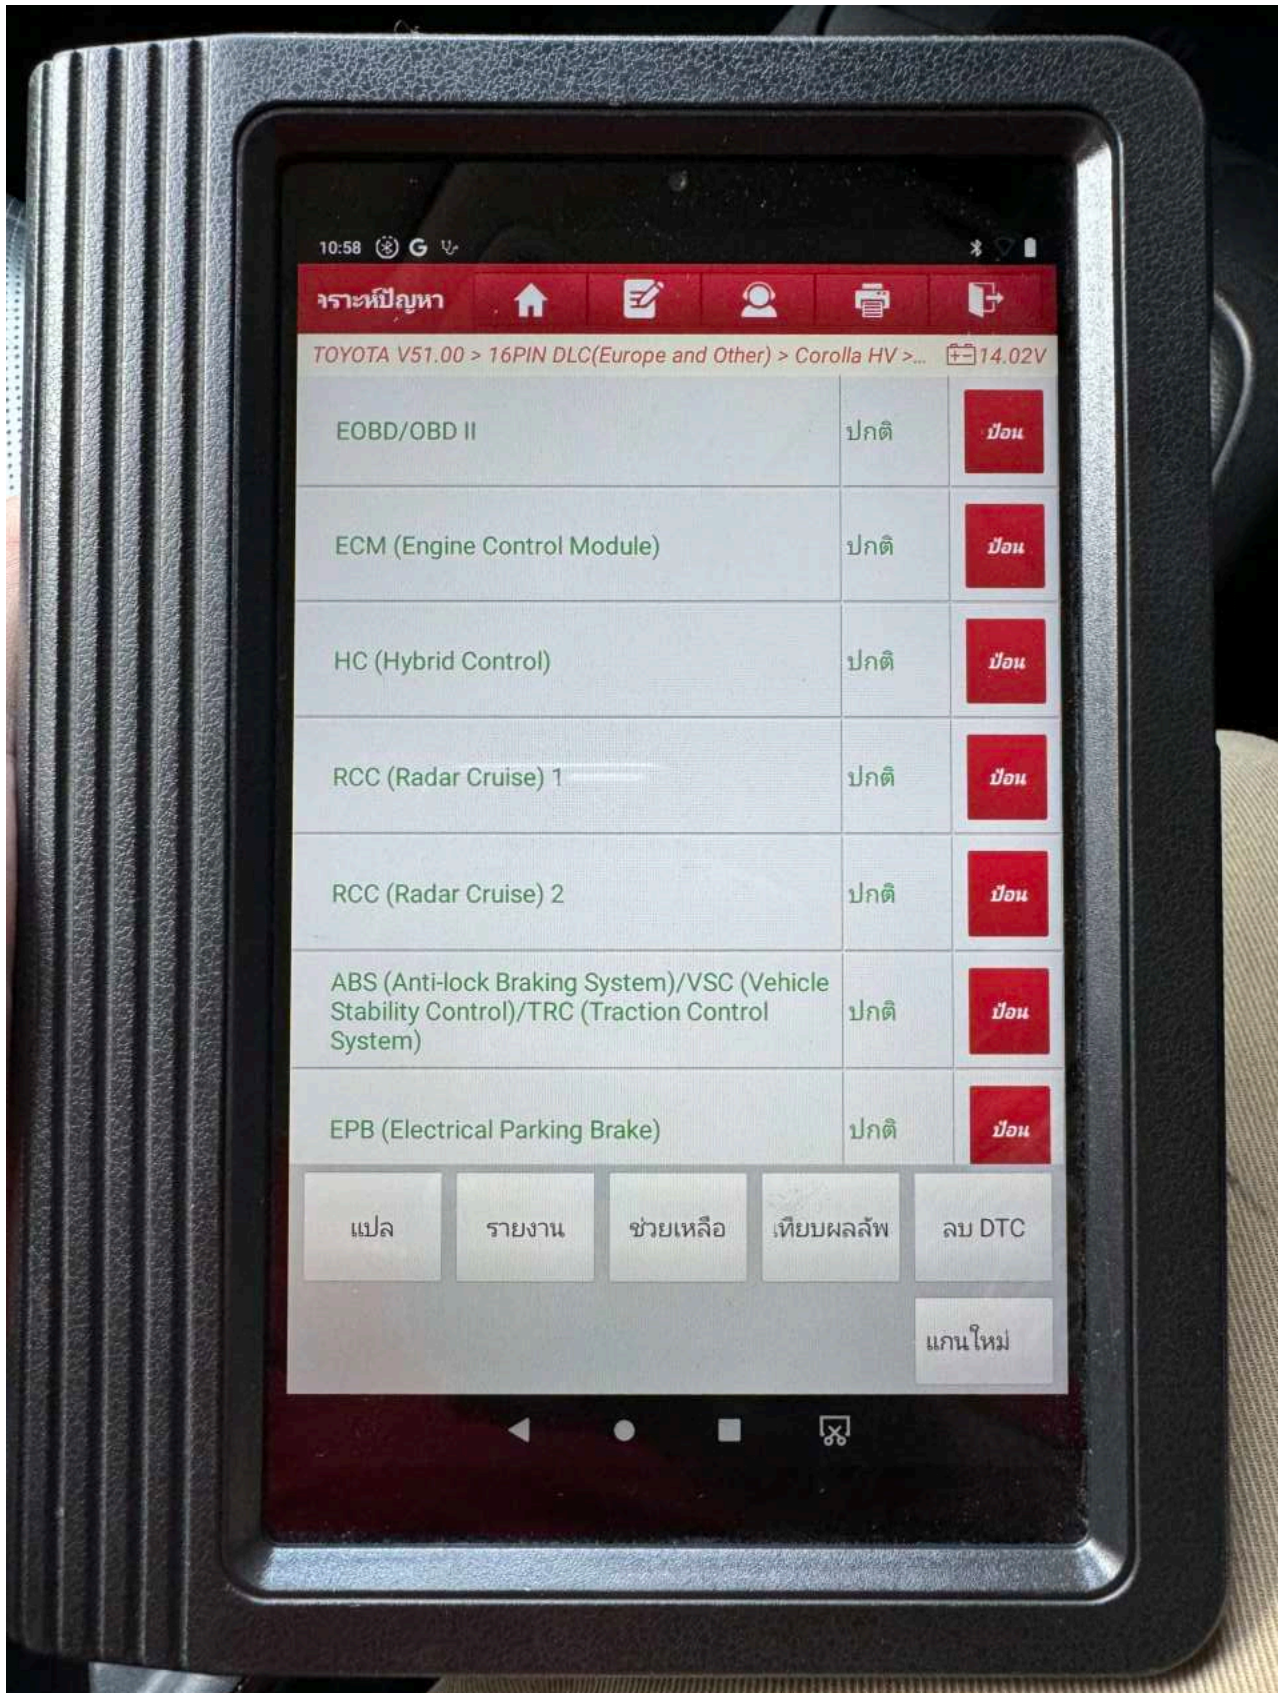 10:58 G
ราะห์ปัญหา
TOYOTA V51.00 > 16PIN DLC(Europe and Other) > Corolla HV >... 14.02V
EOBD/OBD II ปกติ ป้อน
ECM (Engine Control Module) ปกติ ป้อน
HC (Hybrid Control) ปกติ ป้อน
RCC (Radar Cruise) 1 ปกติ ป้อน
RCC (Radar Cruise) 2 ปกติ ป้อน
ABS (Anti-lock Braking System)/VSC (Vehicle
Stability Control)/TRC (Traction Control ปกติ ป้อน
System)
EPB (Electrical Parking Brake) ปกติ ป้อน
แปล รายงาน ช่วยเหลือ ทียบผลลัพ ลบ DTC
แกนใหม่